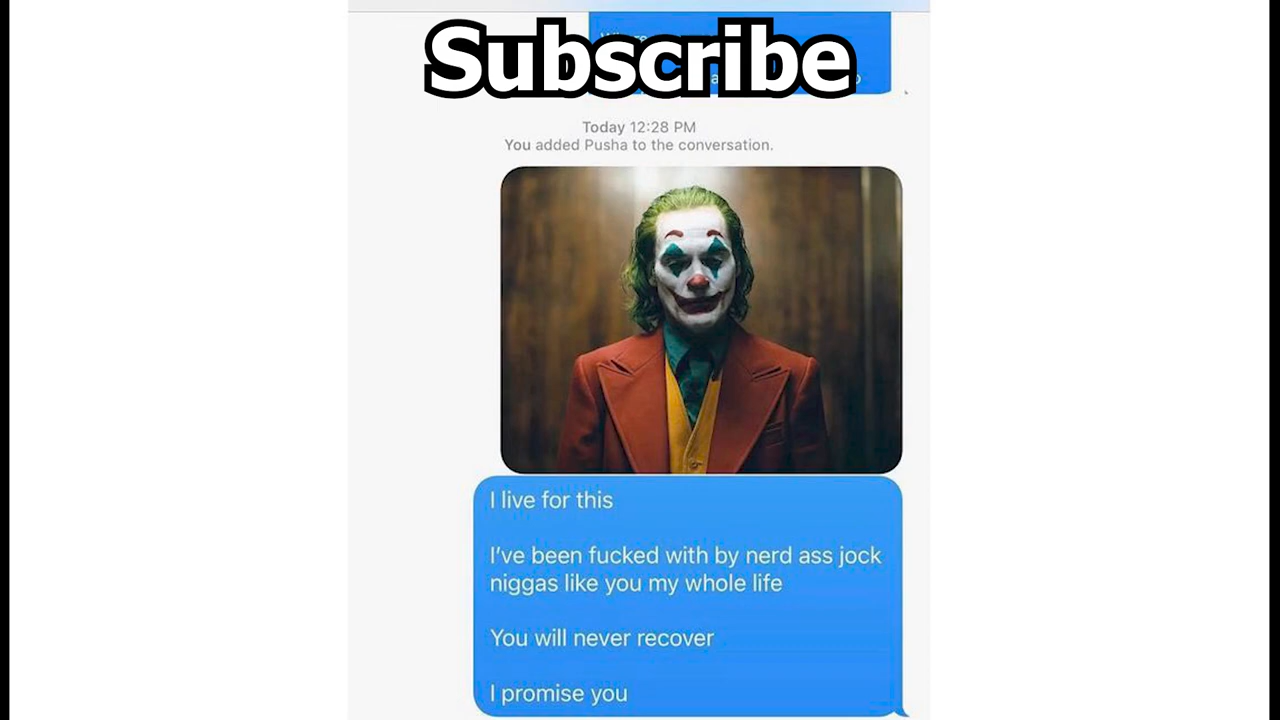 Subscribe
Today 12:28 PM
You added Pusha to the conversation.
I live for this
I've been fucked with by nerd ass jock
niggas like you my whole life
You will never recover
I promise you